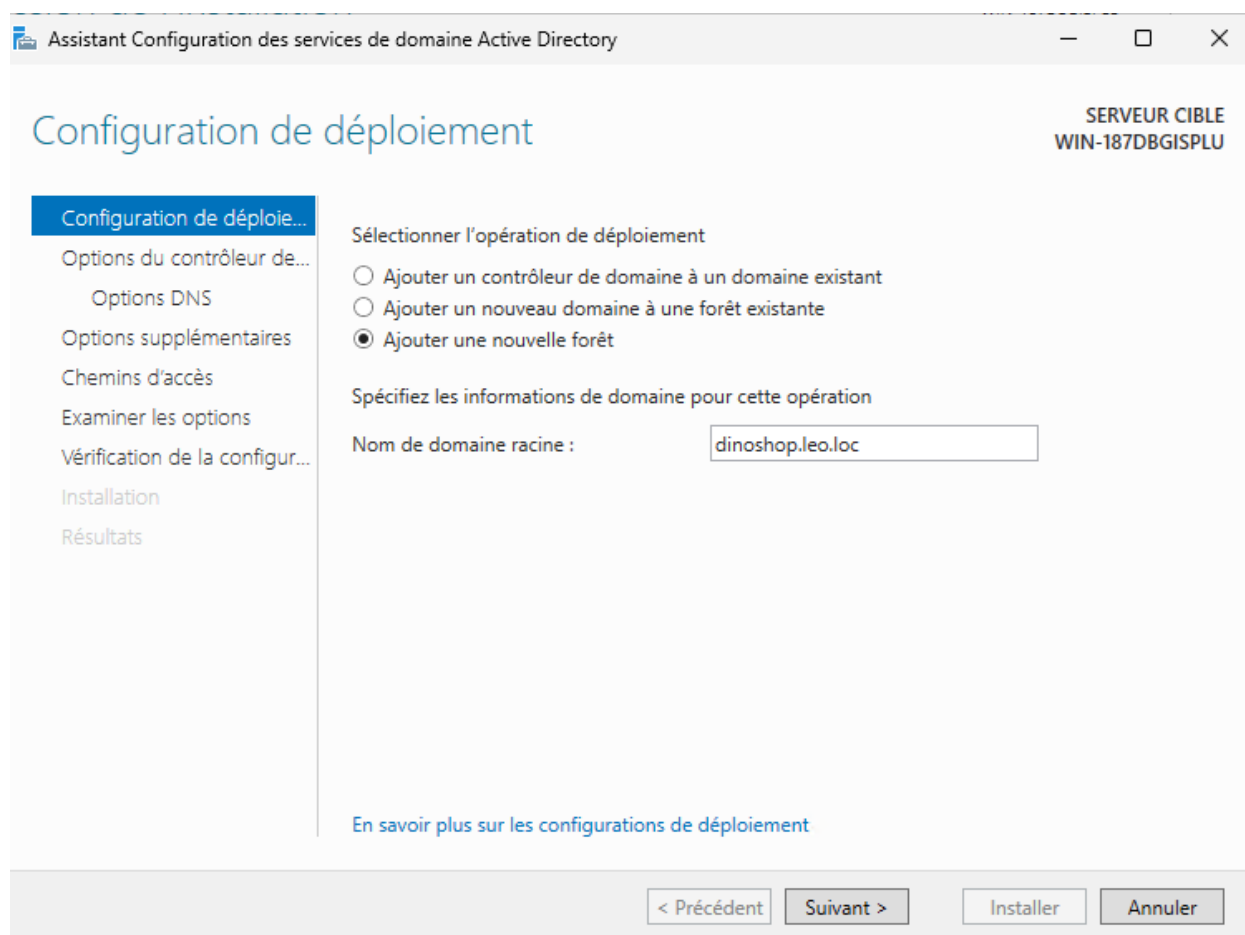 Assistant Configuration des services de domaine Active Directory
Configuration de déploiement
SERVEUR CIBLE
WIN-187DBGISPLU
Configuration de déploie...
Options du contrôleur de...
Options DNS
Options supplémentaires
Chemins d'accès
Examiner les options
Vérification de la configur...
Installation
Résultats
Sélectionner l'opération de déploiement
Ajouter un contrôleur de domaine à un domaine existant
Ajouter un nouveau domaine à une forêt existante
Ajouter une nouvelle forêt
Spécifiez les informations de domaine pour cette opération
Nom de domaine racine :
dinoshop.leo.loc
En savoir plus sur les configurations de déploiement
< Précédent
Suivant >
Installer
Annuler